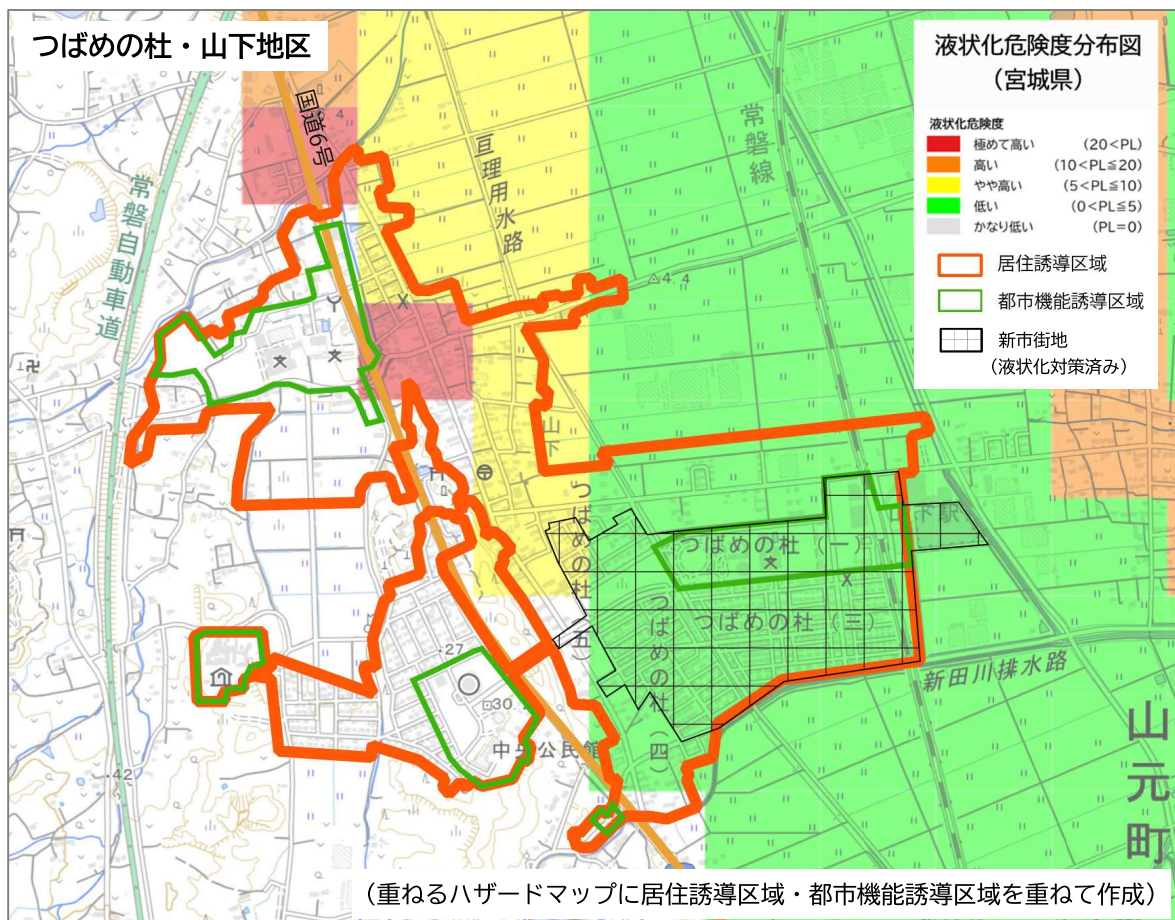 つばめの杜・山下地区
液状化危険度分布図
(宮城県)
液状化危険度
極めて高い (20<PL)
高い (10<PL≦20)
やや高い (5<PL≦10)
低い (0<PL≦5)
かなり低い (PL=0)
居住誘導区域
都市機能誘導区域
新市街地
(液状化対策済み)
国道6号
4
亘理用水路
常磐線
常磐自動車道
4.4
山下
つばめの杜(五)
山下駅
つばめの杜(一)
つばめの杜(三)
つばめの杜(四)
新田川排水路
・27
30.
中央公民館
・42
山元町
(重ねるハザードマップに居住誘導区域・都市機能誘導区域を重ねて作成)